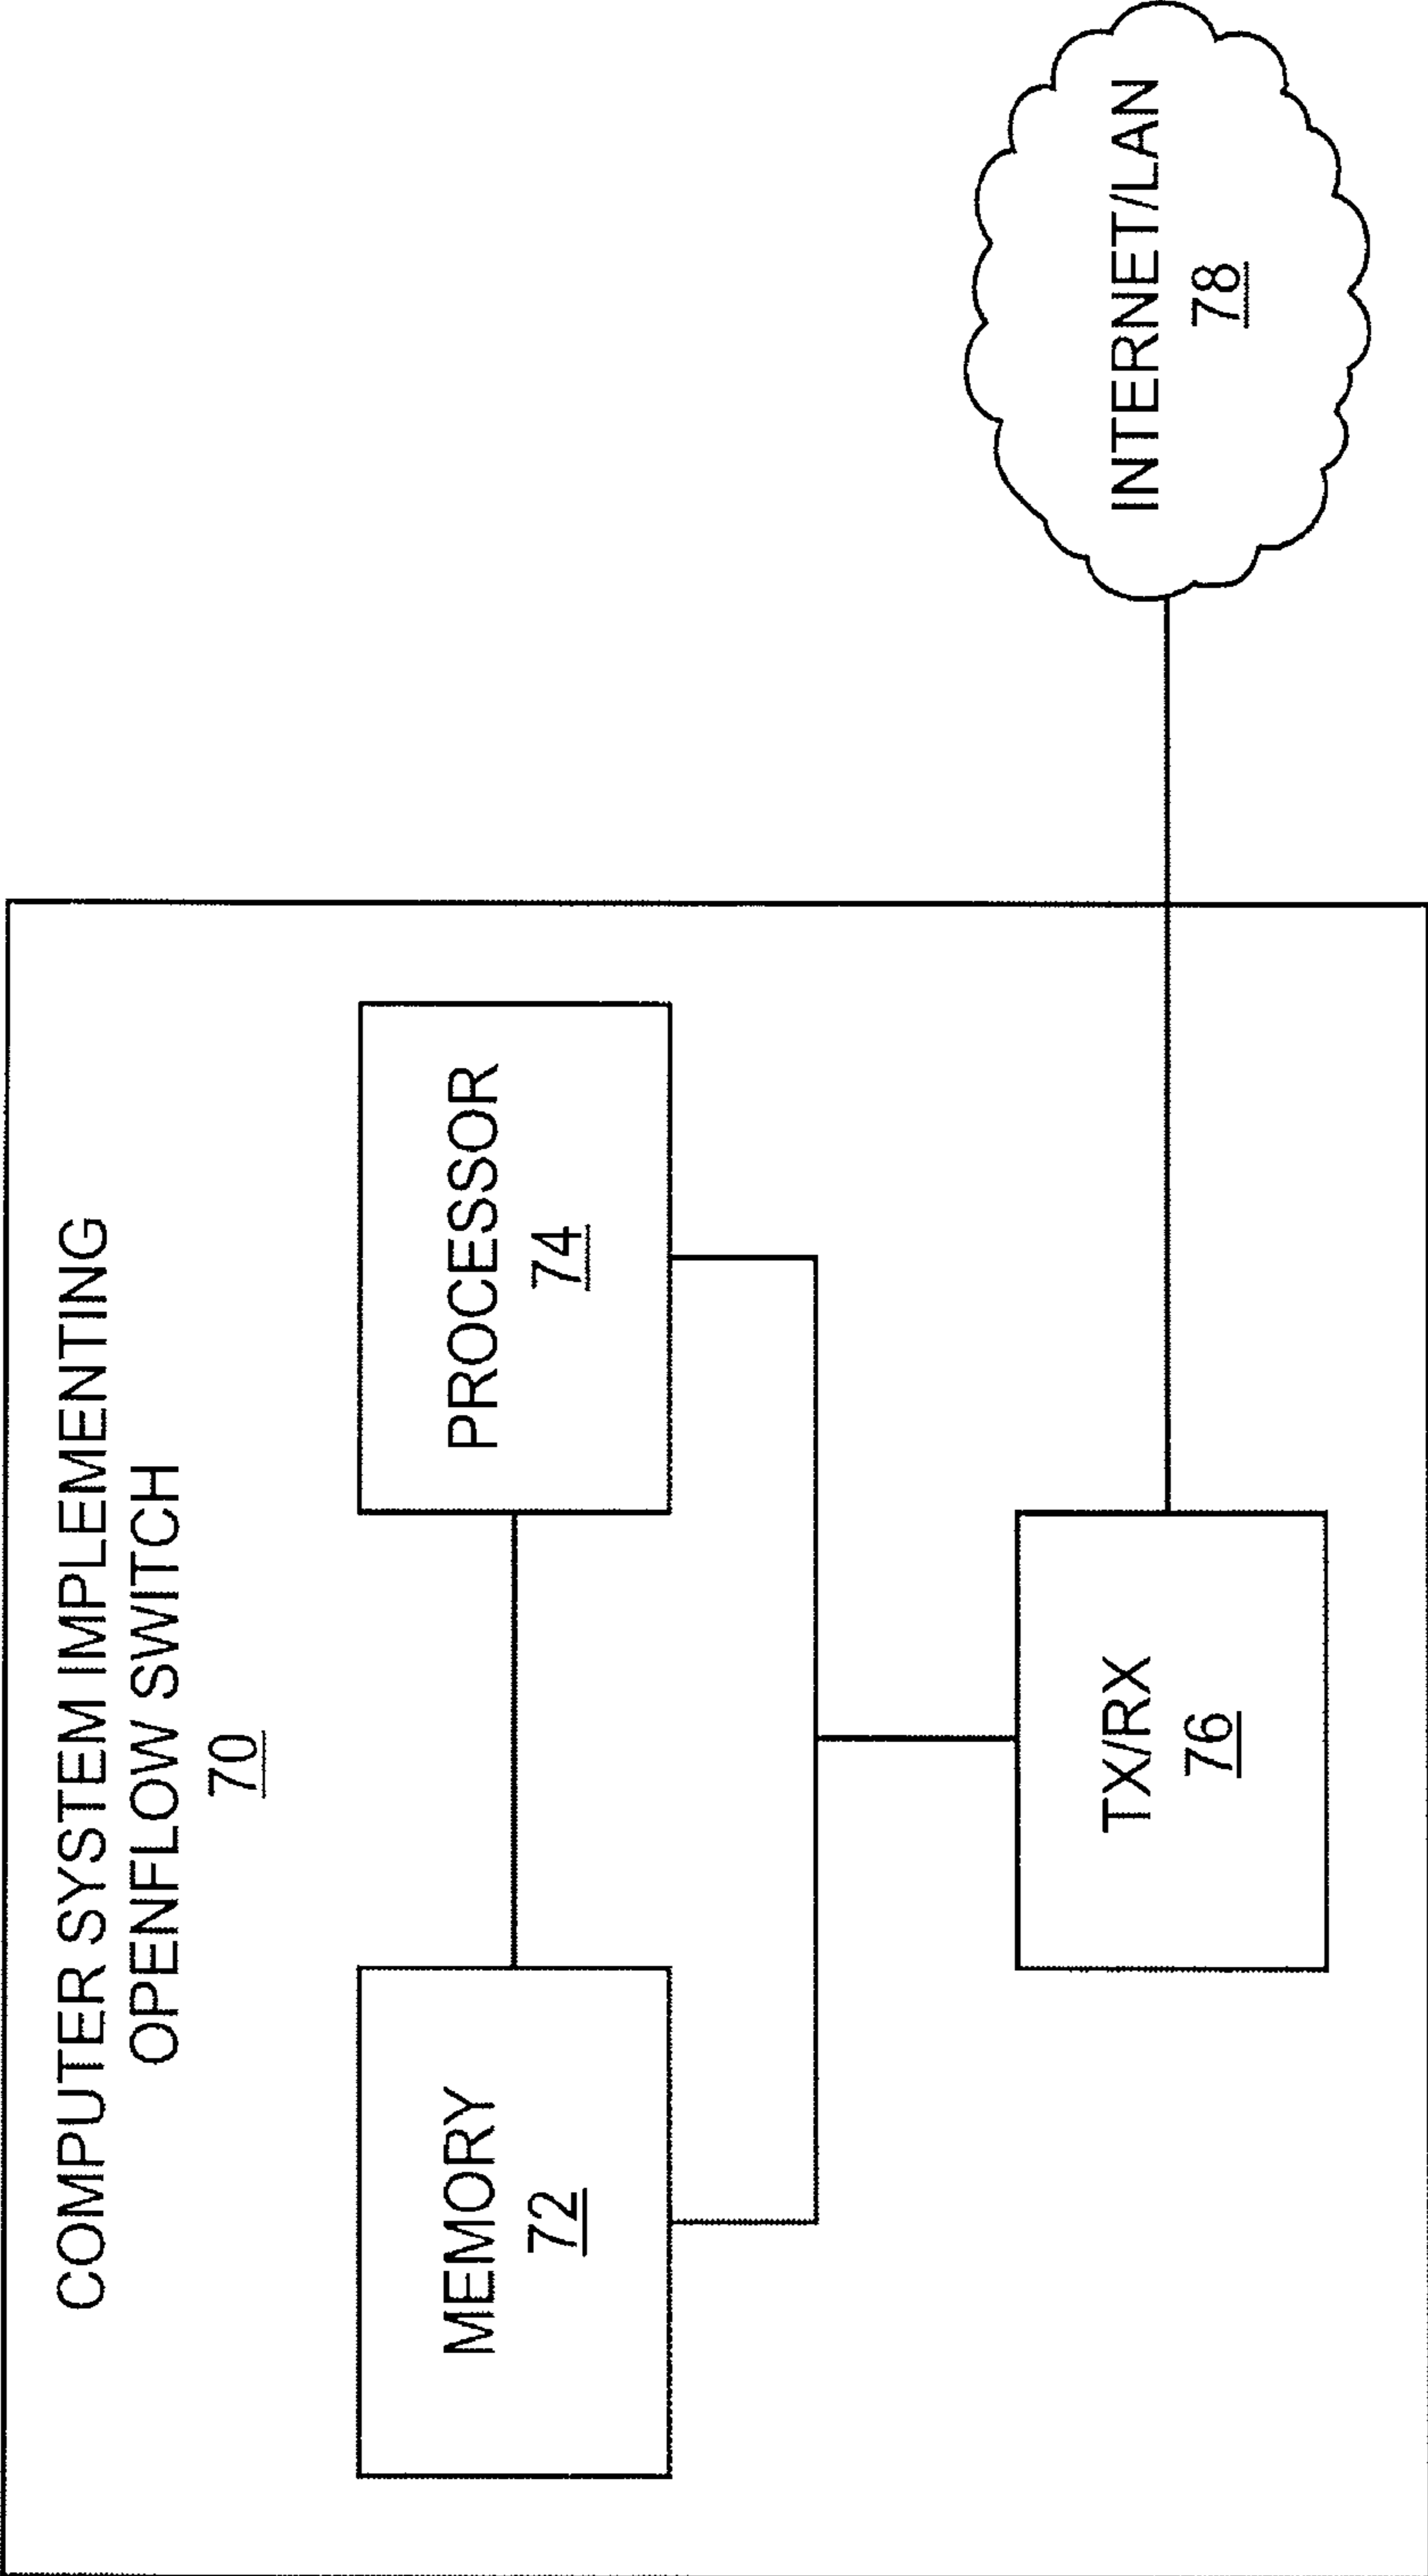 COMPUTER SYSTEM IMPLEMENTING
OPENFLOW SWITCH
70
MEMORY
72
PROCESSOR
74
TX/RX
76
INTERNET/LAN
78